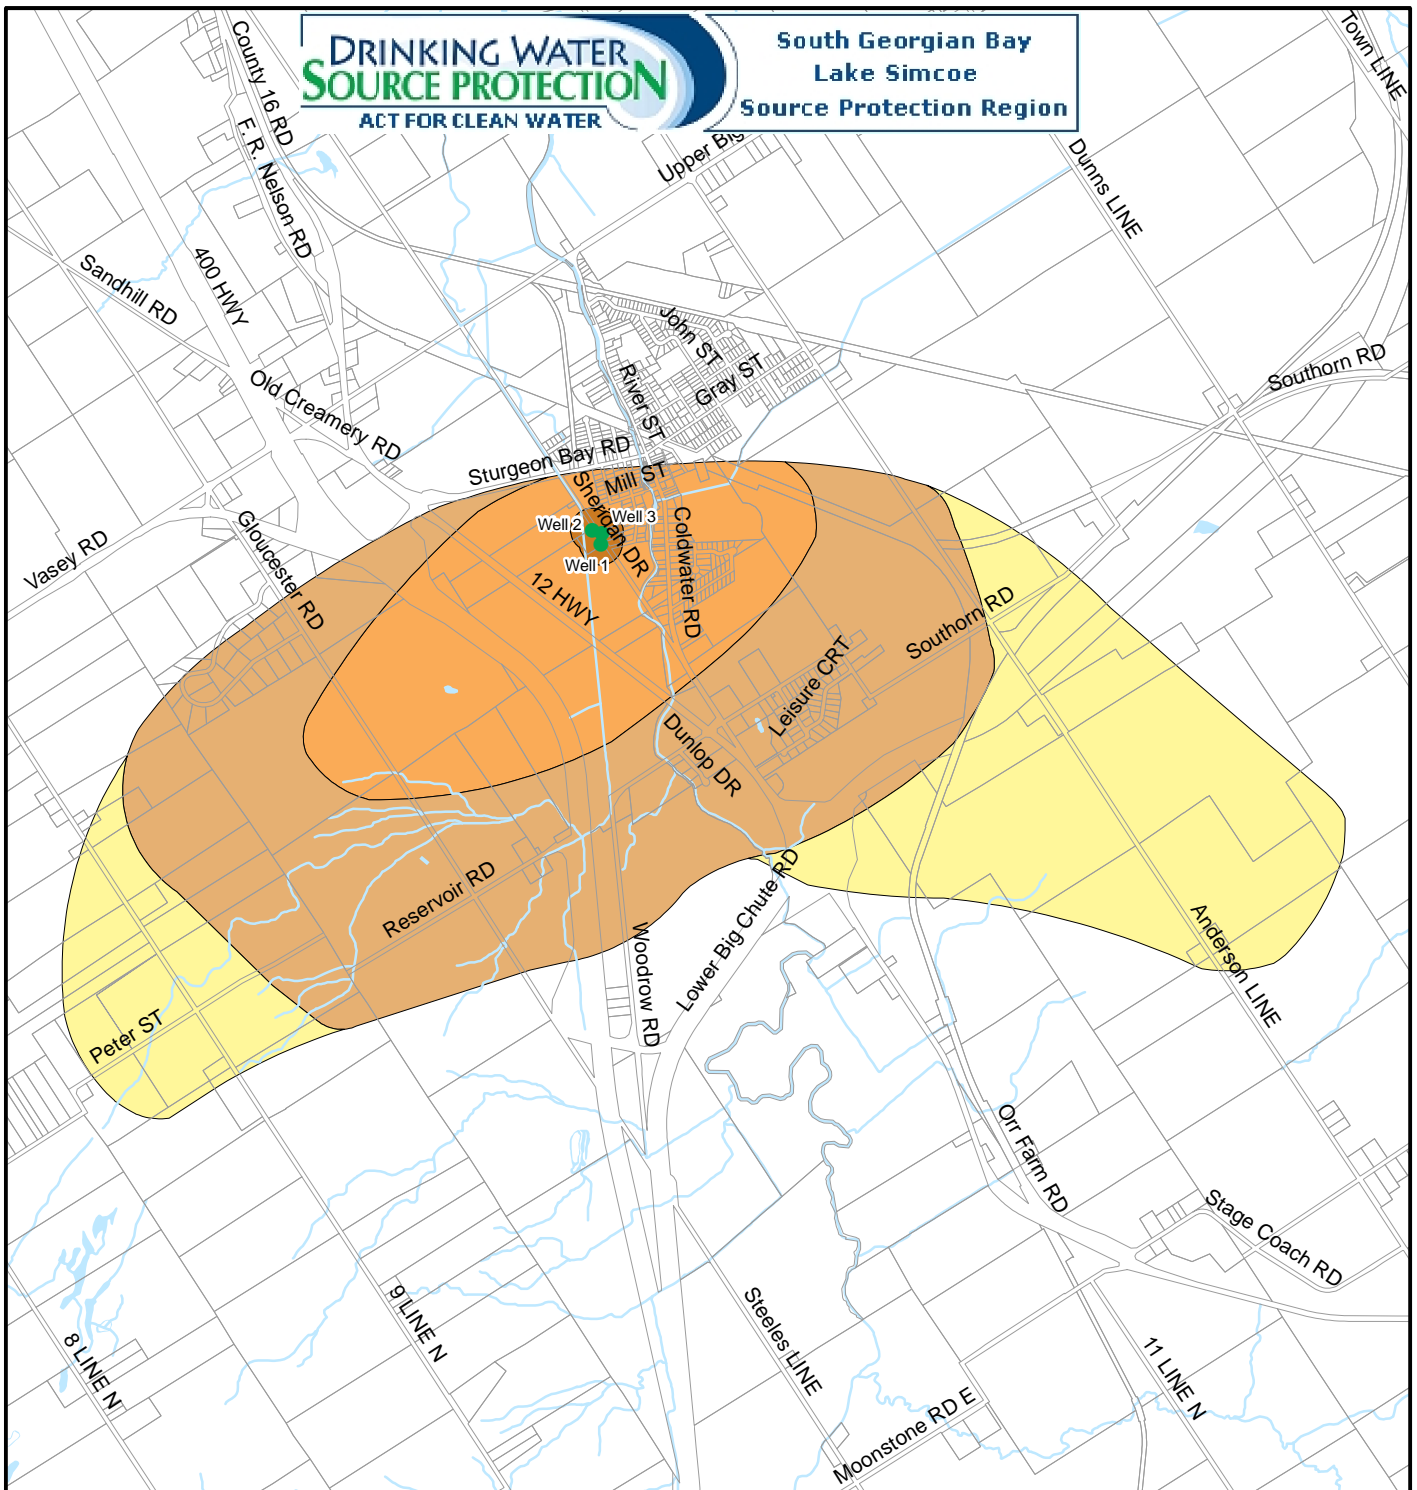 DRINKING WATER
SOURCE PROTECTION
ACT FOR CLEAN WATER
South Georgian Bay
Lake Simcoe
Source Protection Region
County 16 RD
Town LINE
F. R. Nelson RD
Upper Big
Dunns LINE
400 HWY
Sandhill RD
John ST
Gray ST
River ST
Southorn RD
Old Creamery RD
Sturgeon Bay RD
Mill ST
Sheridan DR
Well 2
Well 3
Well 1
Coldwater RD
Vasey RD
Gloucester RD
12 HWY
Southorn RD
Leisure CRT
Dunlop DR
Reservoir RD
Lower Big Chute RD
Woodrow RD
Anderson LINE
Peter ST
Orr Farm RD
Stage Coach RD
9 LINE N
Steeles LINE
8 LINE N
11 LINE N
Moonstone RD E